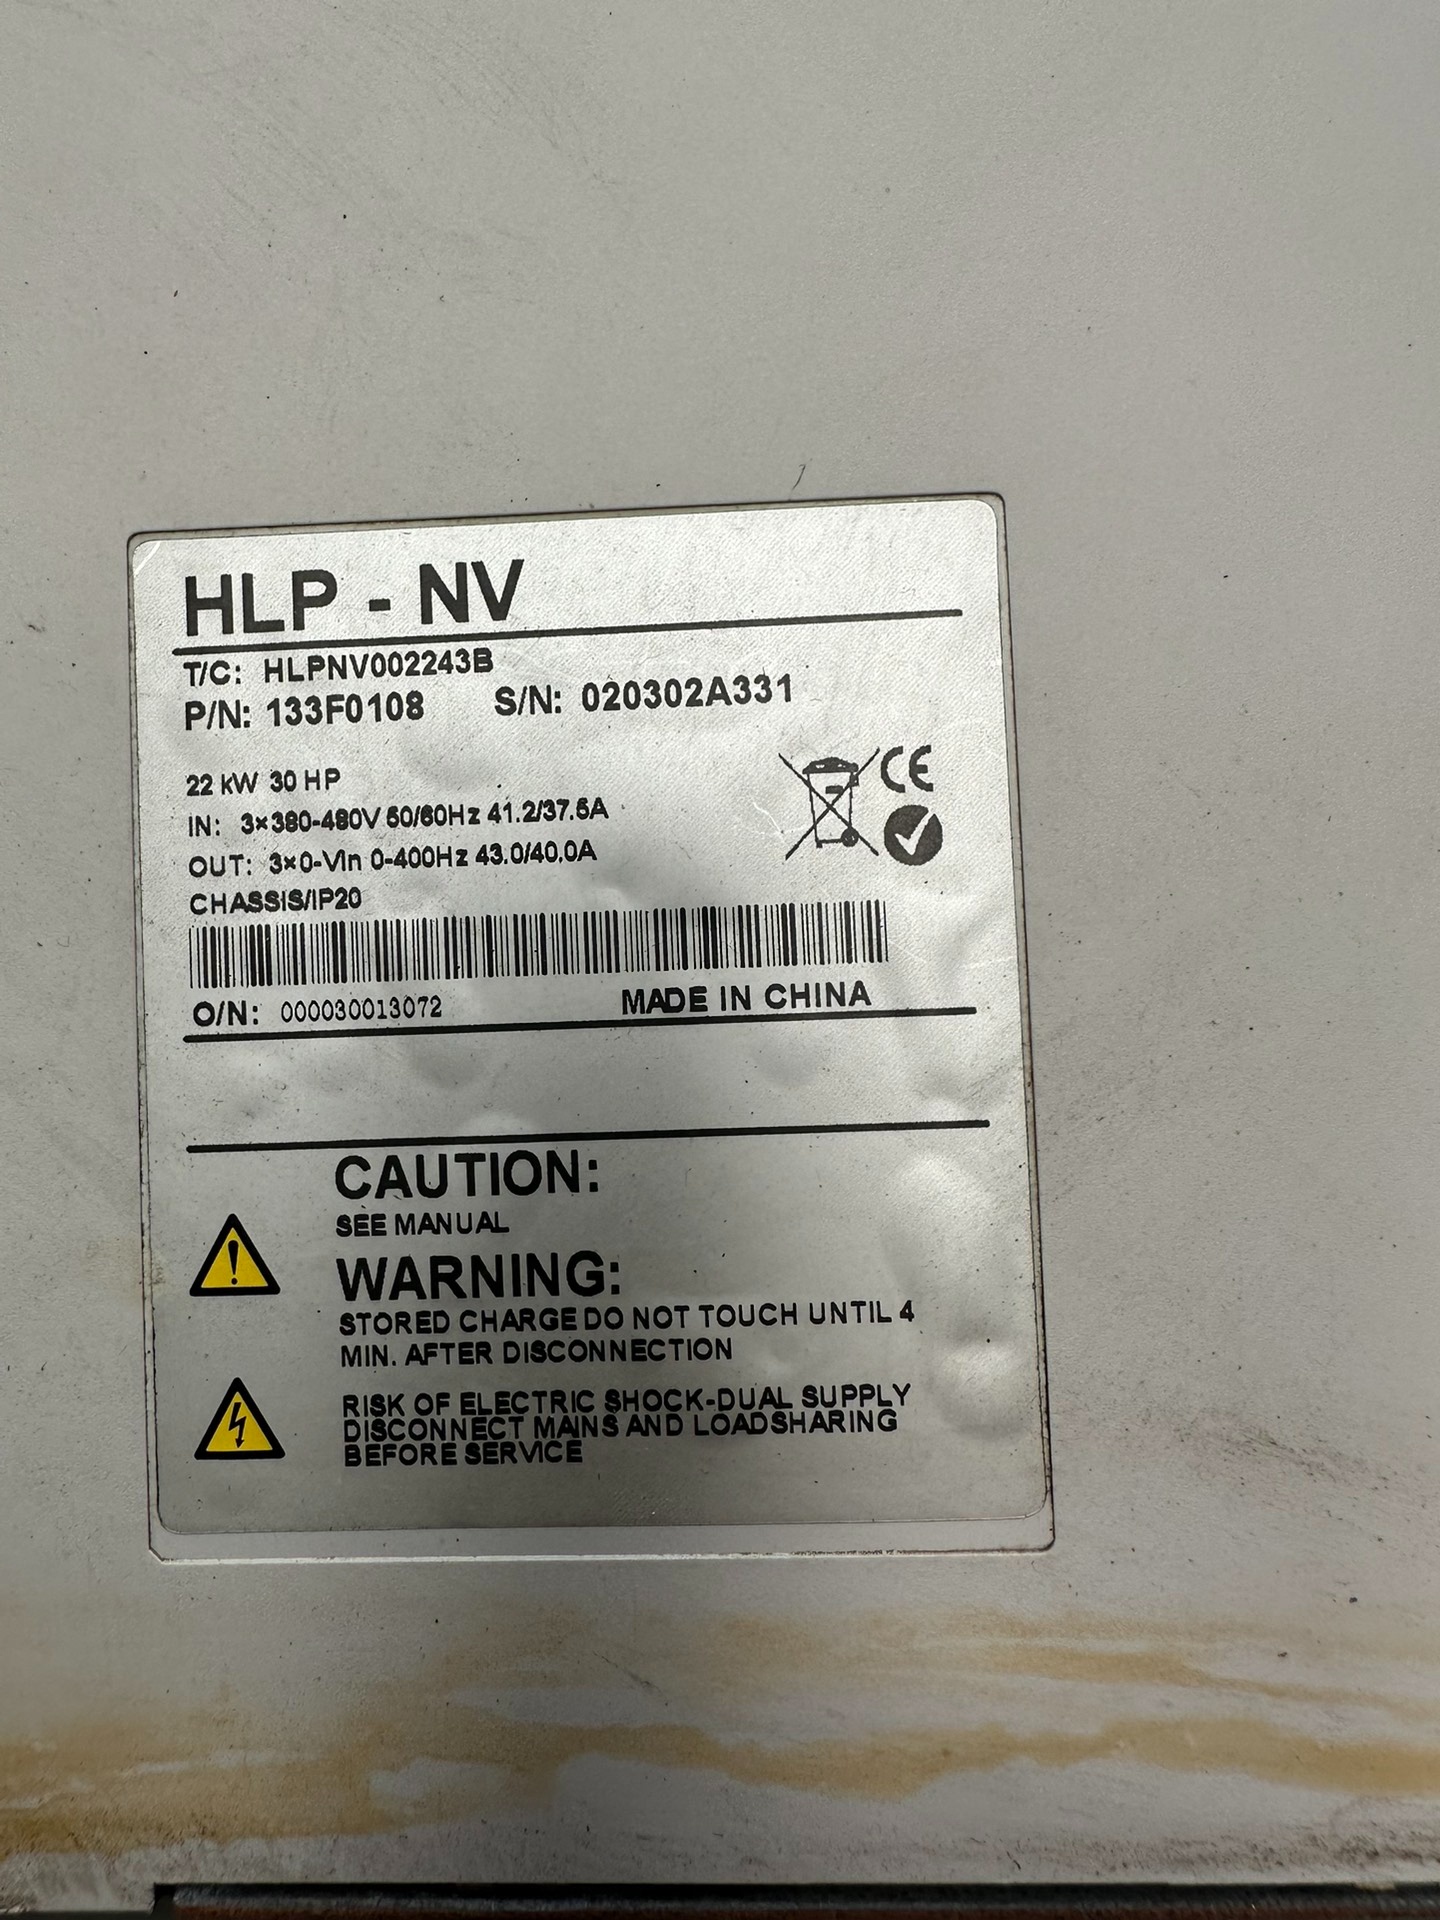 HLP - NV
T/C: HLPNV002243B
P/N: 133F0108 S/N: 020302A331
22 kW 30 HP
IN: 3×380-480V 50/60Hz 41.2/37.5A
OUT: 3×0-Vin 0-400Hz 43.0/40.0A
CHASSIS/IP20
CE
O/N: 000030013072 MADE IN CHINA
CAUTION:
SEE MANUAL
WARNING:
STORED CHARGE DO NOT TOUCH UNTIL 4
MIN. AFTER DISCONNECTION
RISK OF ELECTRIC SHOCK-DUAL SUPPLY
DISCONNECT MAINS AND LOADSHARING
BEFORE SERVICE